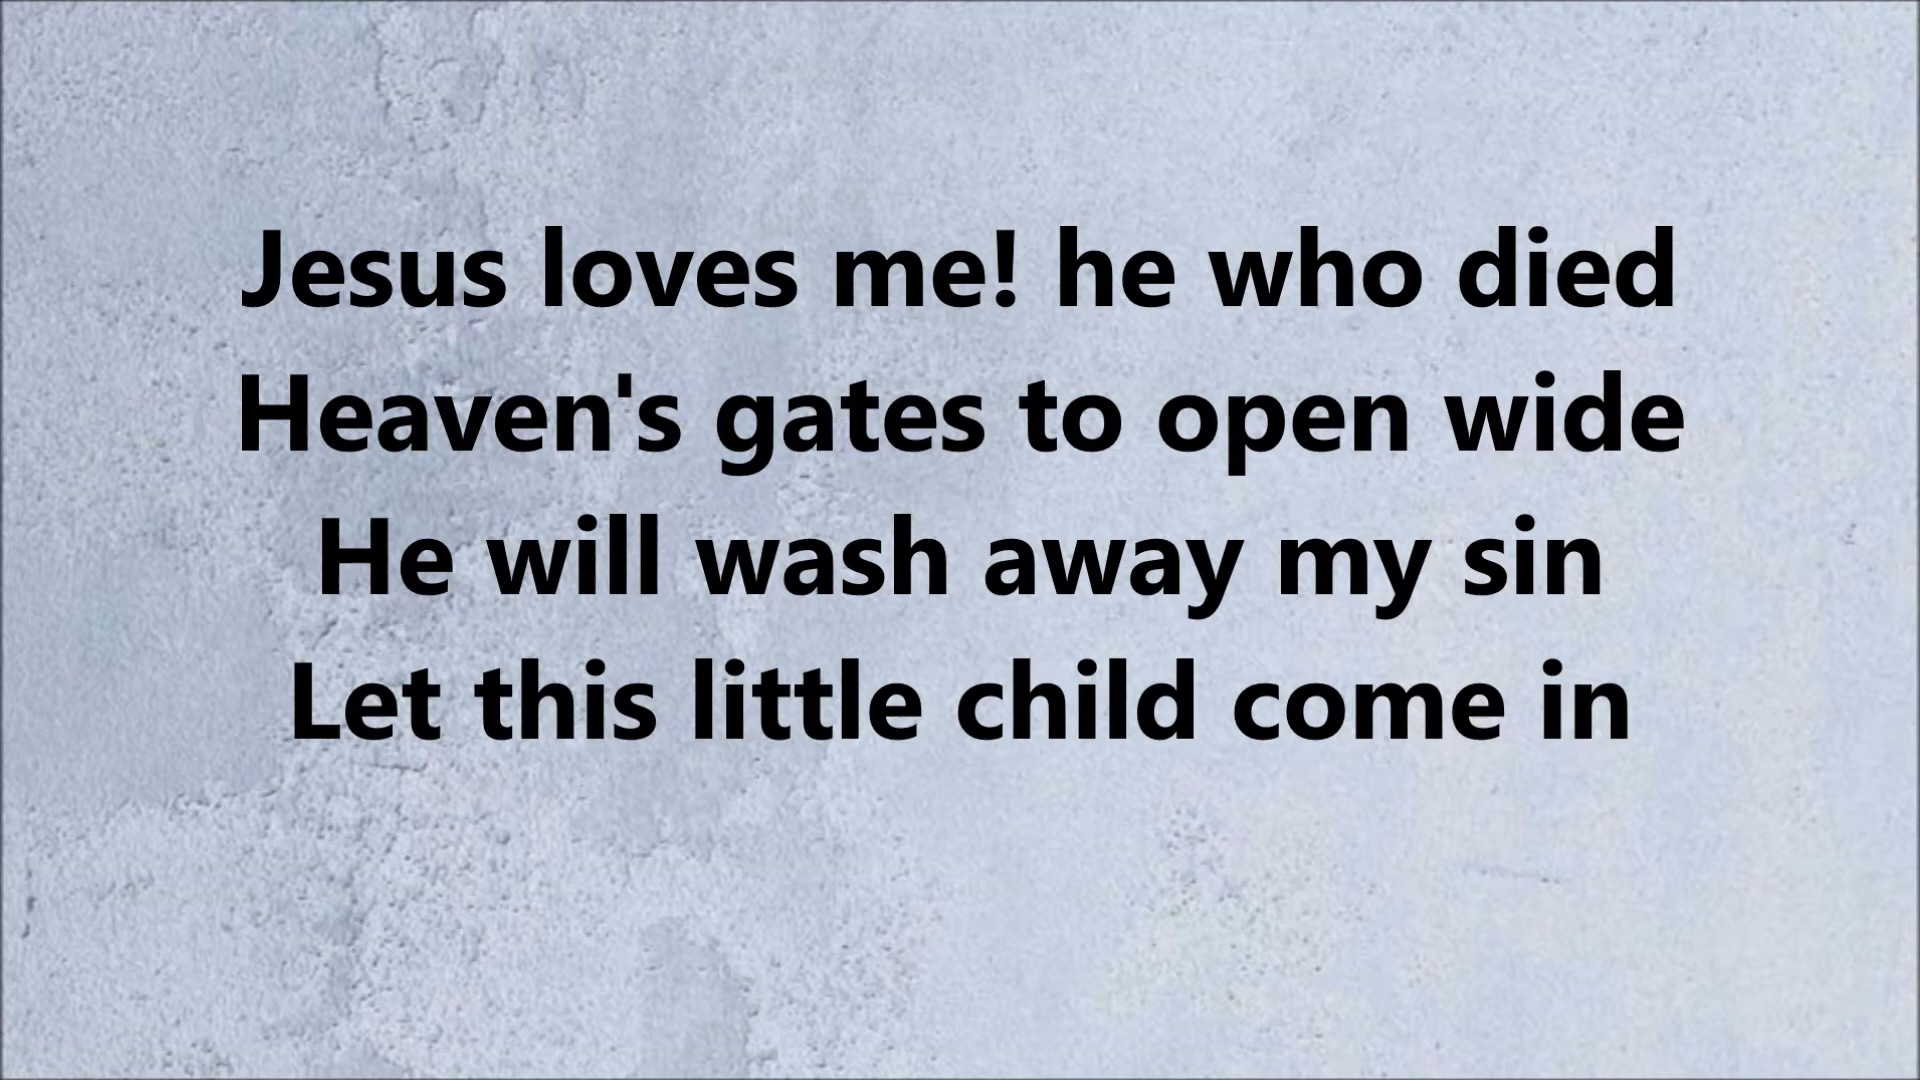 Jesus loves me! he who died
Heaven's gates to open wide
He will wash away my sin
Let this little child come in